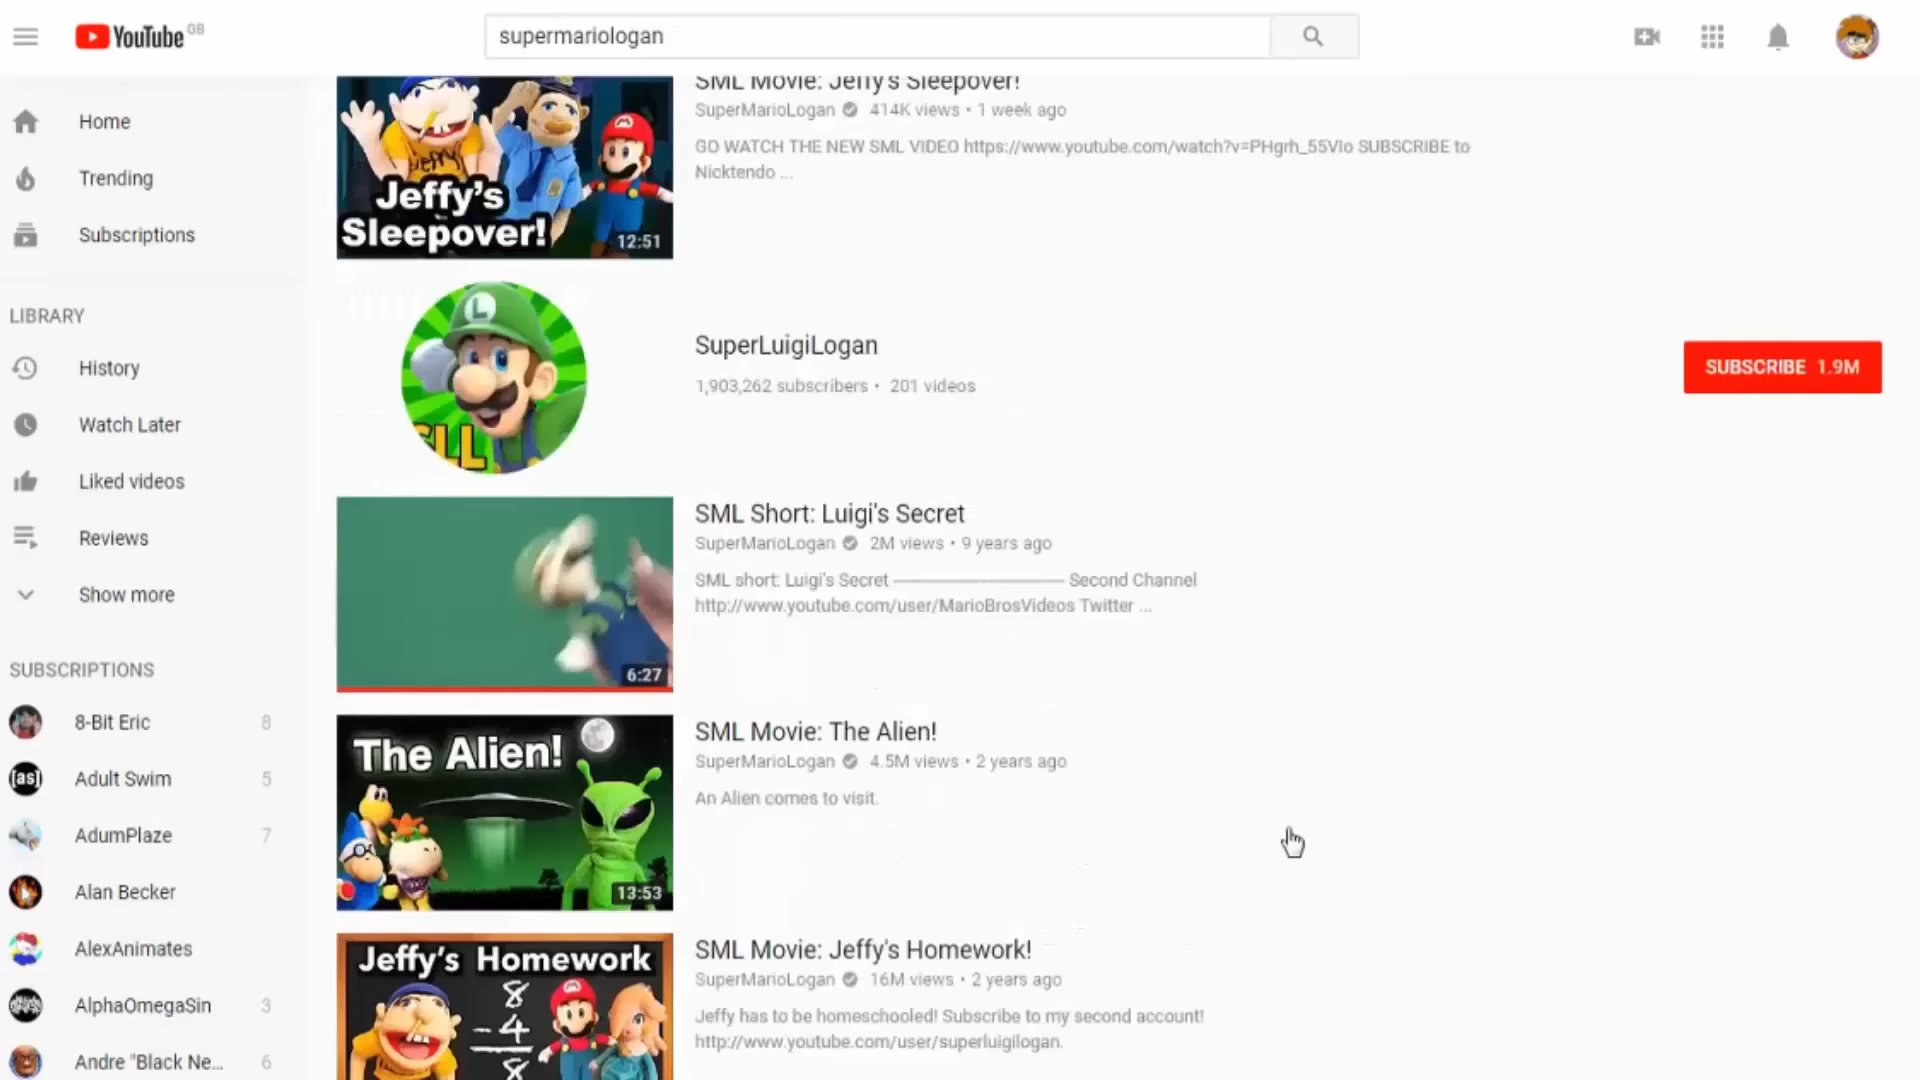 YouTube GB
supermariologan
Home
Trending
Subscriptions
LIBRARY
History
Watch Later
Liked videos
Reviews
Show more
SUBSCRIPTIONS
8-Bit Eric 8
Adult Swim 5
[as]
AdumPlaze 7
Alan Becker
AlexAnimates
AlphaOmegaSin 3
Andre "Black Ne... 6
Jeffy's
Sleepover!
12:51
SML Movie: Jeffy's Sleepover!
SuperMarioLogan 414K views • 1 week ago
GO WATCH THE NEW SML VIDEO https://www.youtube.com/watch?v=PHgrh_55VIo SUBSCRIBE to
Nicktendo ...
L
SLL
SuperLuigiLogan
1,903,262 subscribers • 201 videos
SUBSCRIBE 1.9M
6:27
SML Short: Luigi's Secret
SuperMarioLogan 2M views • 9 years ago
SML short: Luigi's Secret ------------------------------ Second Channel
http://www.youtube.com/user/MarioBrosVideos Twitter ...
The Alien!
13:53
SML Movie: The Alien!
SuperMarioLogan 4.5M views • 2 years ago
An Alien comes to visit.
Jeffy's Homework
8
-4
8
SML Movie: Jeffy's Homework!
SuperMarioLogan 16M views • 2 years ago
Jeffy has to be homeschooled! Subscribe to my second account!
http://www.youtube.com/user/superluigilogan.